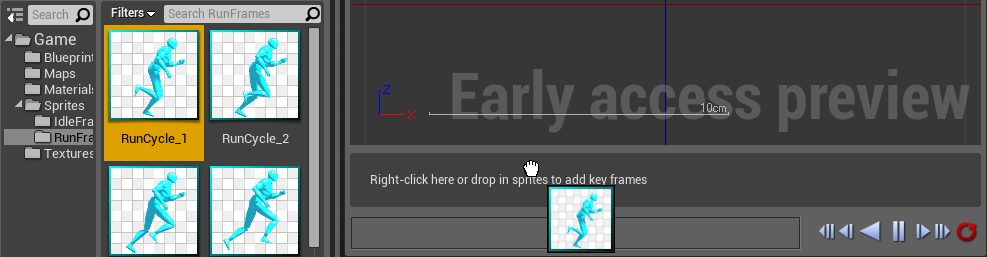 Search
Filters
Search RunFrames
Game
Blueprint
Maps
Materials
Sprites
IdleFra
RunFra
Textures
RunCycle_1
RunCycle_2
Early access preview
Z
X
10cm
Right-click here or drop in sprites to add key frames